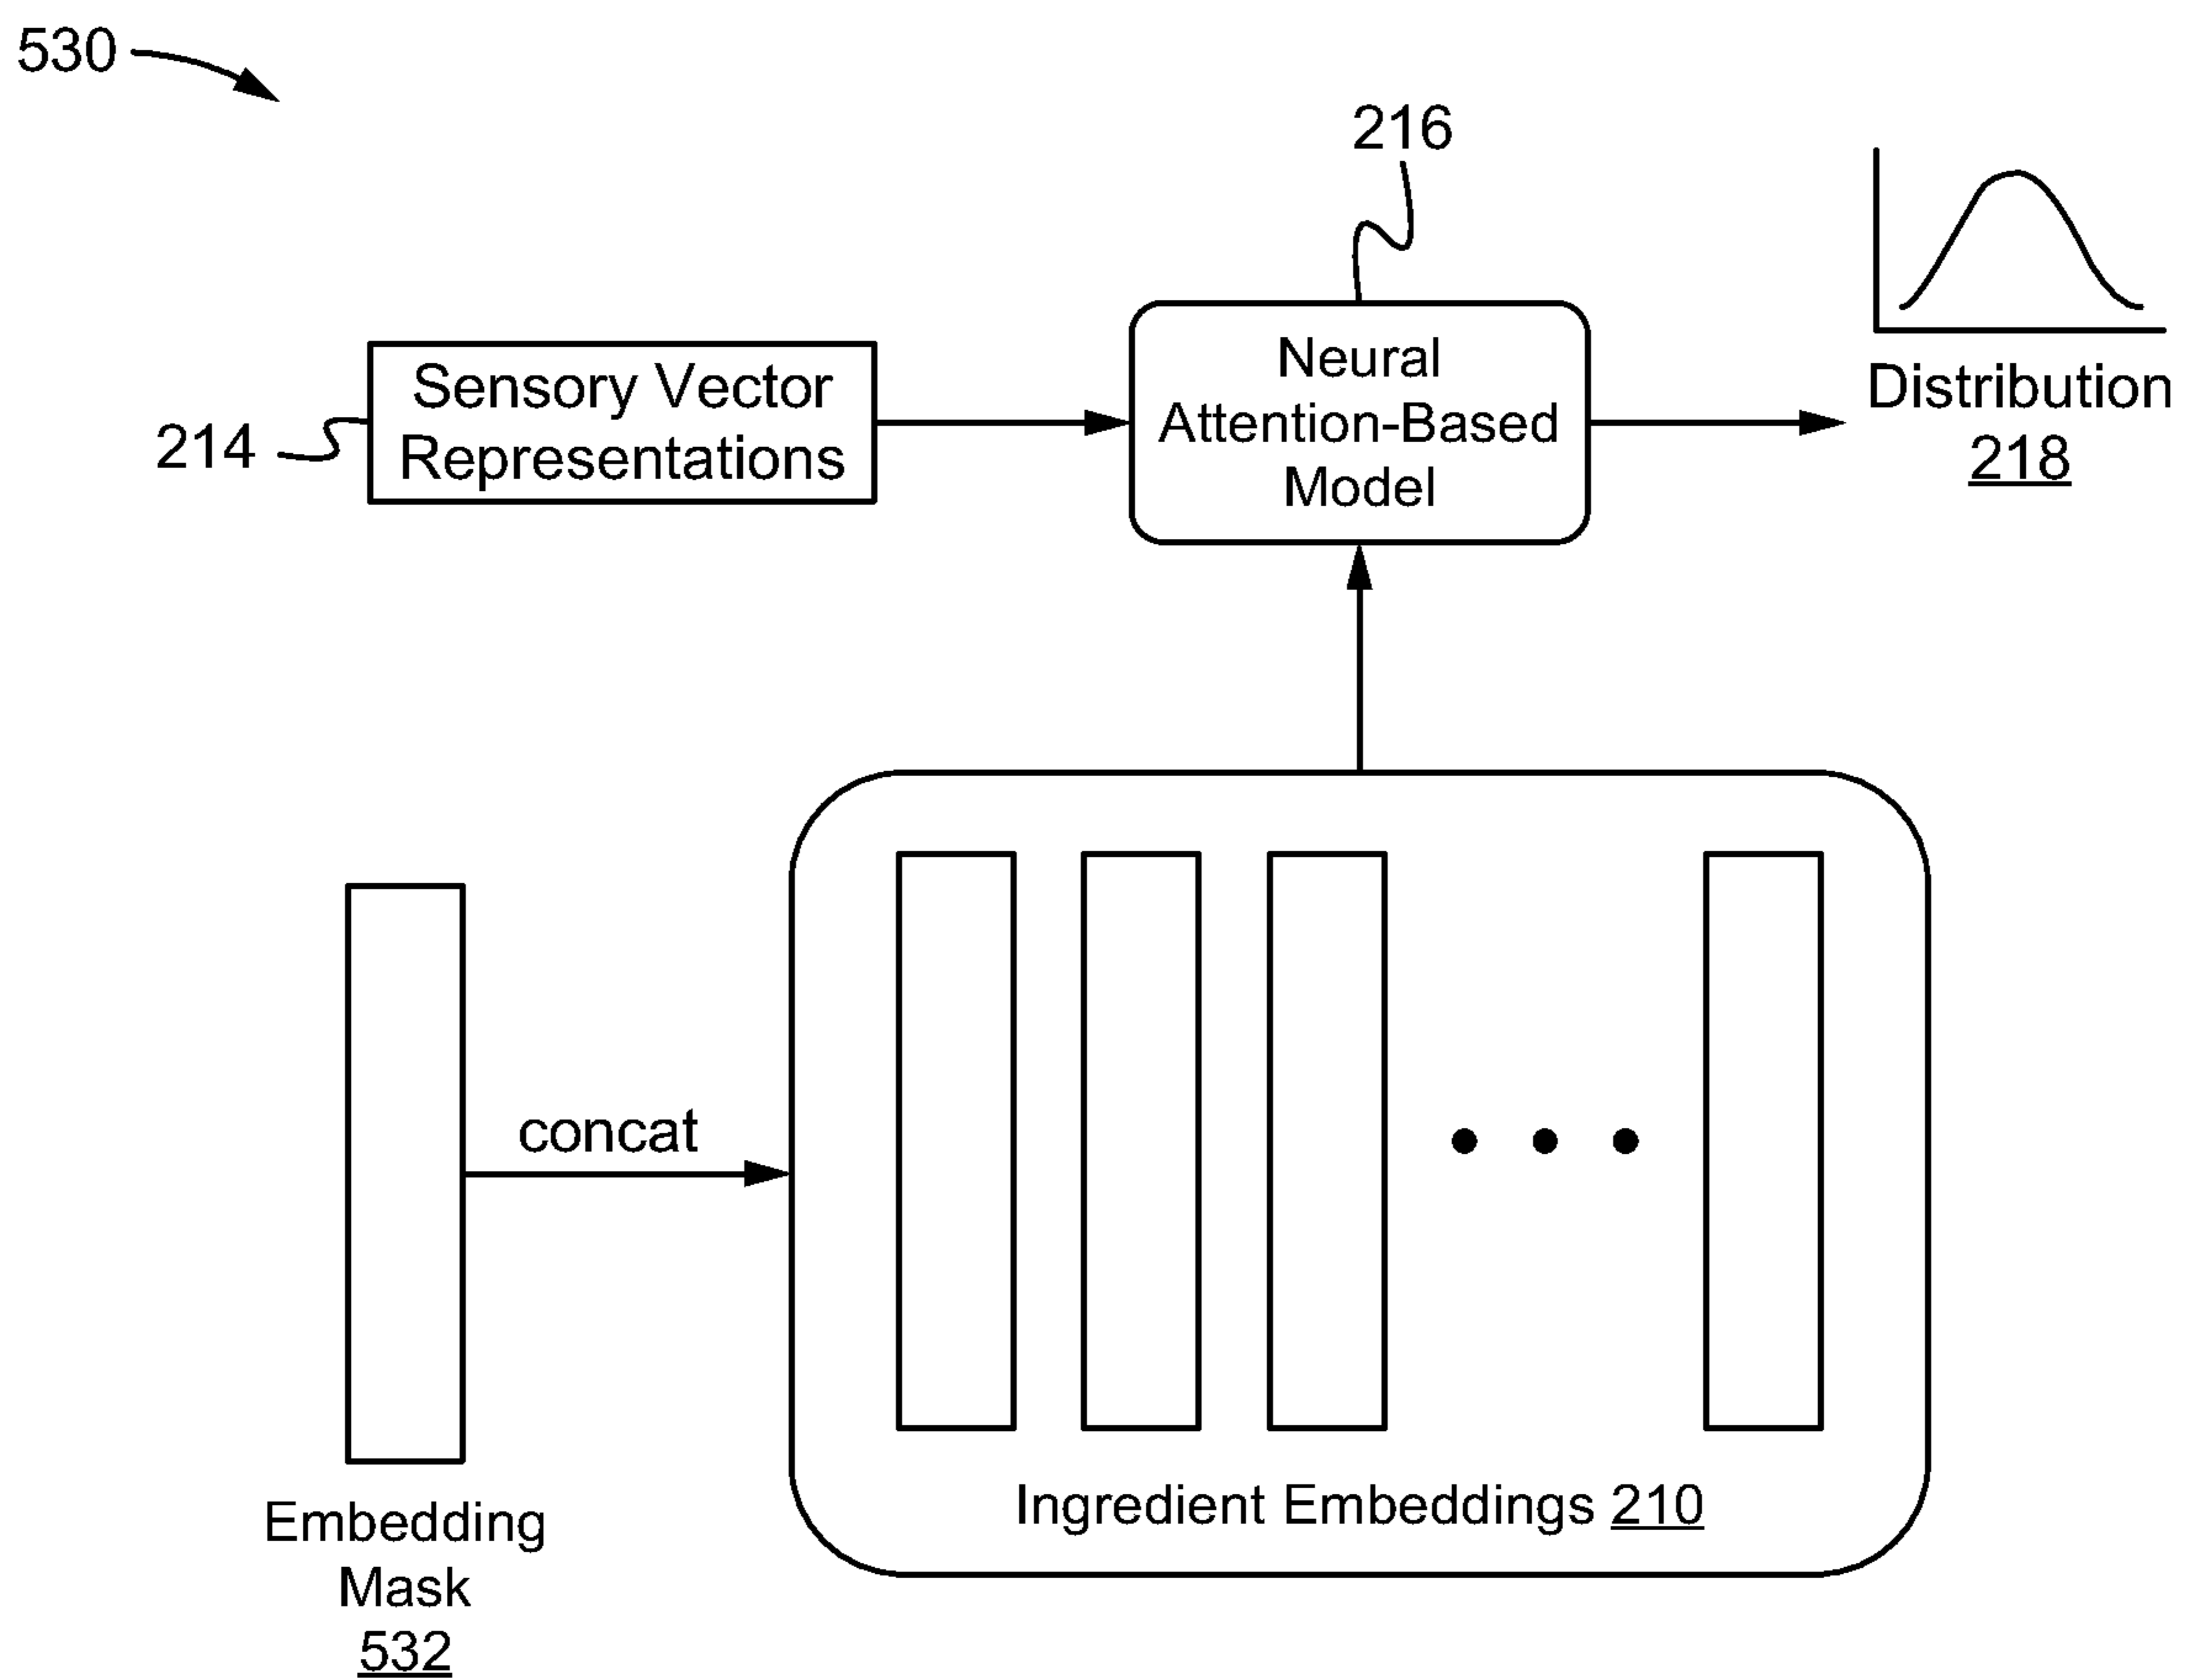 530
216
Neural
Attention-Based
Model
Sensory Vector
Representations
214
Distribution
218
concat
Ingredient Embeddings 210
Embedding
Mask
532